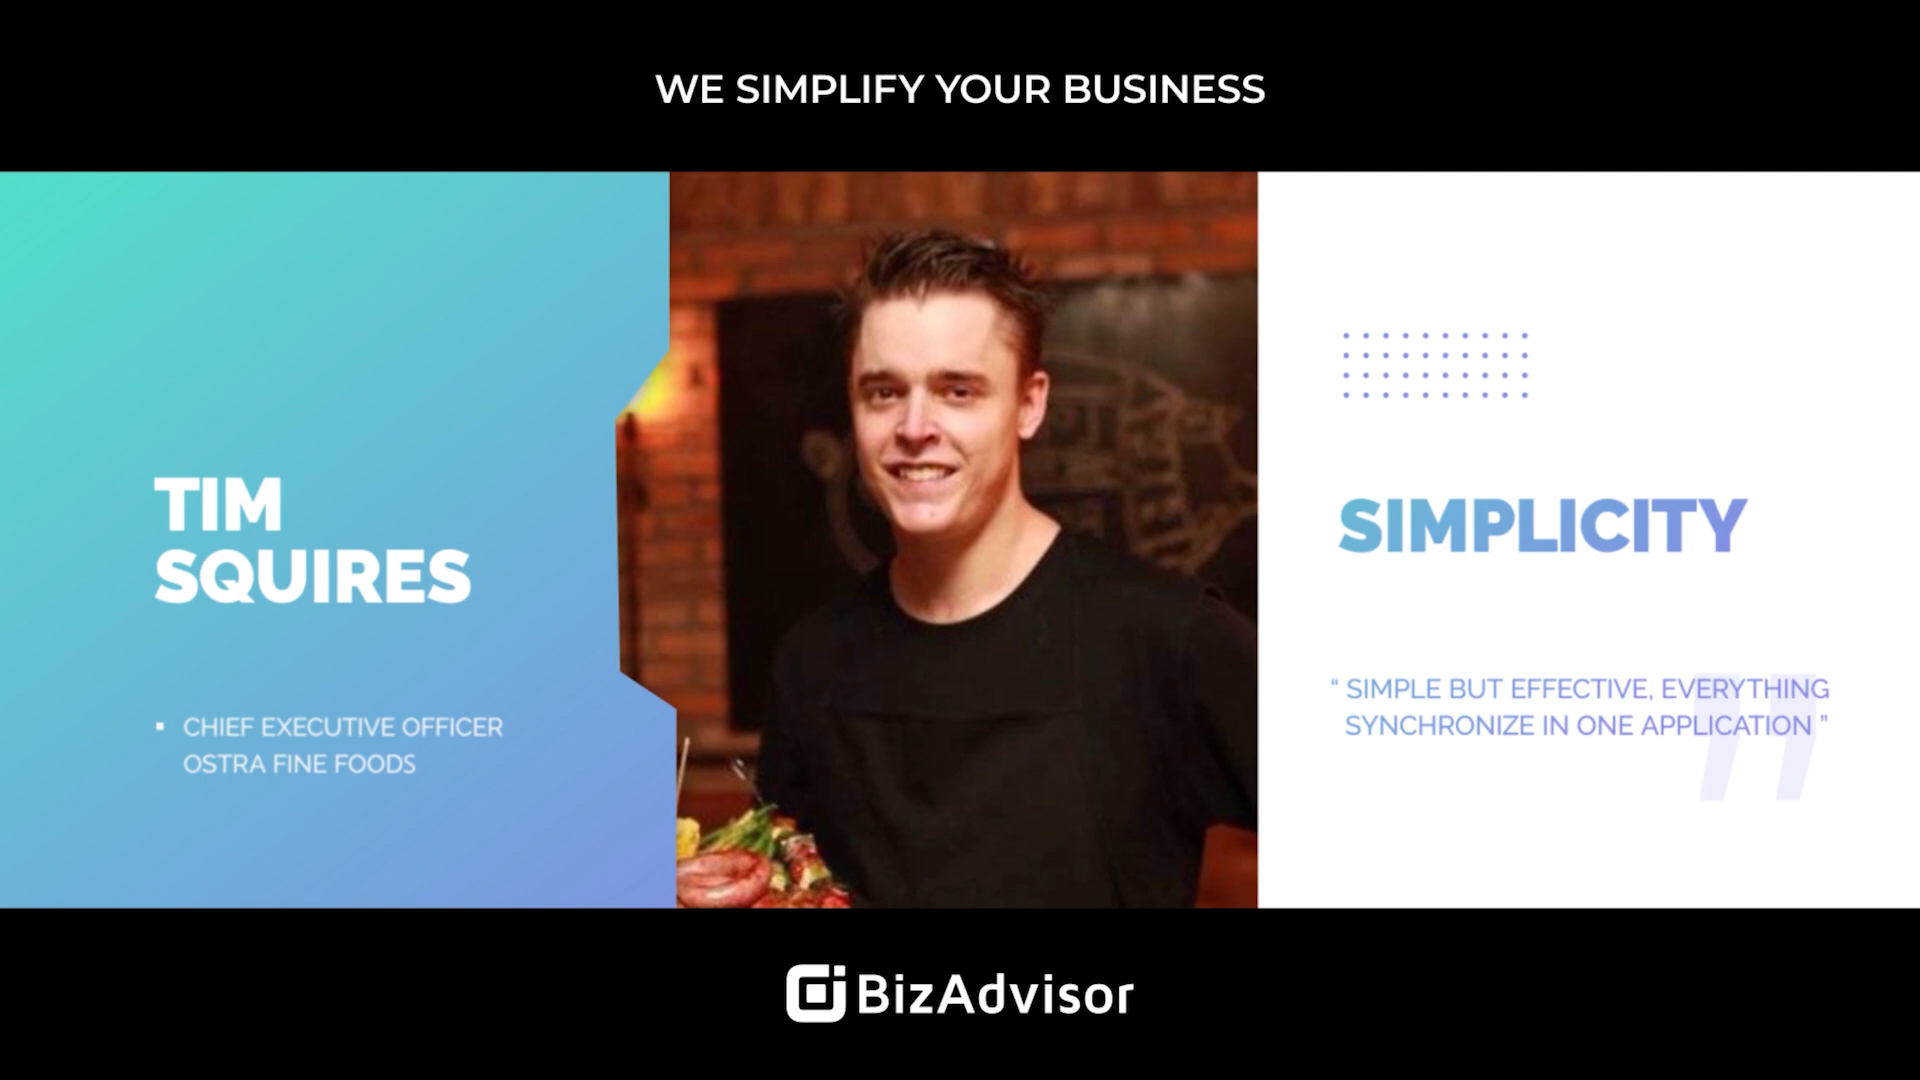 WE SIMPLIFY YOUR BUSINESS
TIM
SQUIRES
▪ CHIEF EXECUTIVE OFFICER
OSTRA FINE FOODS
SIMPLICITY
“ SIMPLE BUT EFFECTIVE, EVERYTHING
SYNCHRONIZE IN ONE APPLICATION ”
BizAdvisor